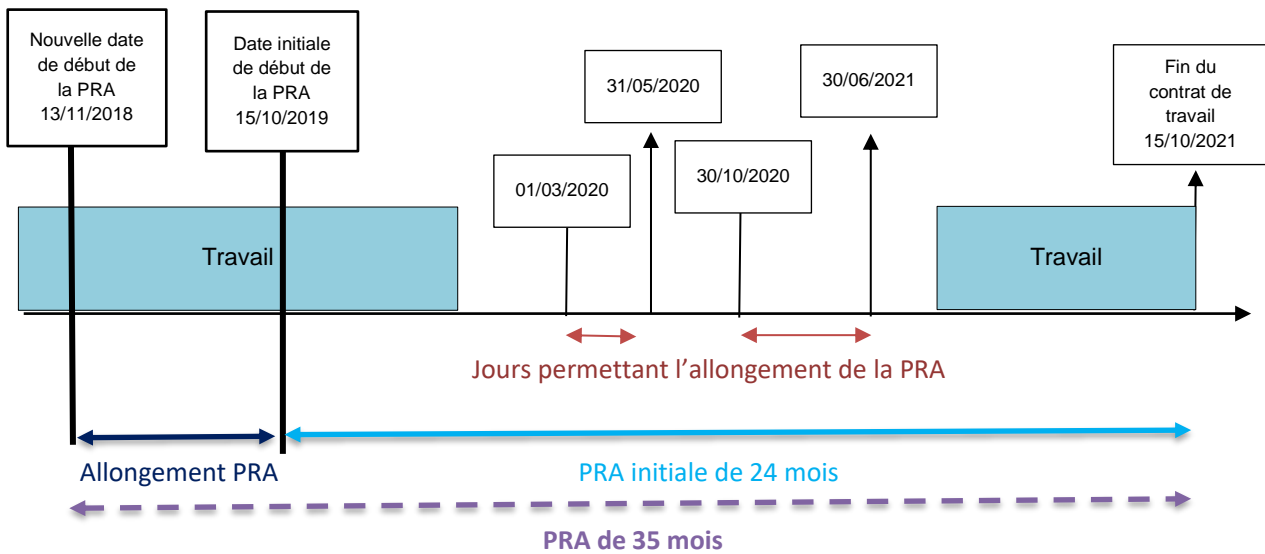 Nouvelle date
de début de
la PRA
13/11/2018
Date initiale
de début de
la PRA
15/10/2019
31/05/2020
30/06/2021
Fin du
contrat de
travail
15/10/2021
01/03/2020
30/10/2020
Travail
Travail
Jours permettant l'allongement de la PRA
Allongement PRA
PRA initiale de 24 mois
PRA de 35 mois